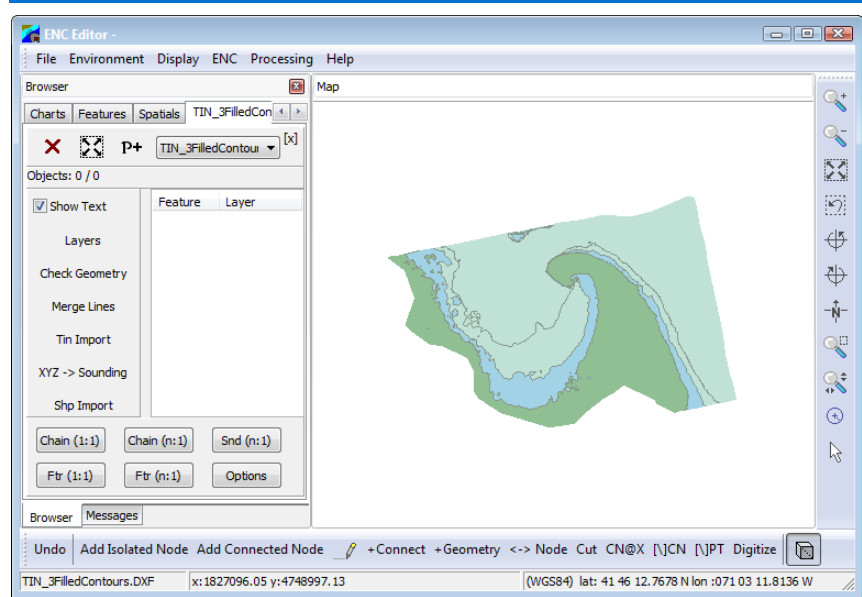 ENC Editor -
File Environment Display ENC Processing Help
Browser
Map
Charts Features Spatials TIN_3FilledCon
P+ TIN_3FilledContour [x]
Objects: 0 / 0
Show Text
Feature Layer
Layers
Check Geometry
Merge Lines
Tin Import
XYZ -> Sounding
Shp Import
Chain (1:1) Chain (n:1) Snd (n:1)
Ftr (1:1) Ftr (n:1) Options
Browser Messages
N
Undo Add Isolated Node Add Connected Node +Connect +Geometry <-> Node Cut CN@X [\]CN [\]PT Digitize
TIN_3FilledContours.DXF x:1827096.05 y:4748997.13 (WGS84) lat: 41 46 12.7678 N lon :071 03 11.8136 W